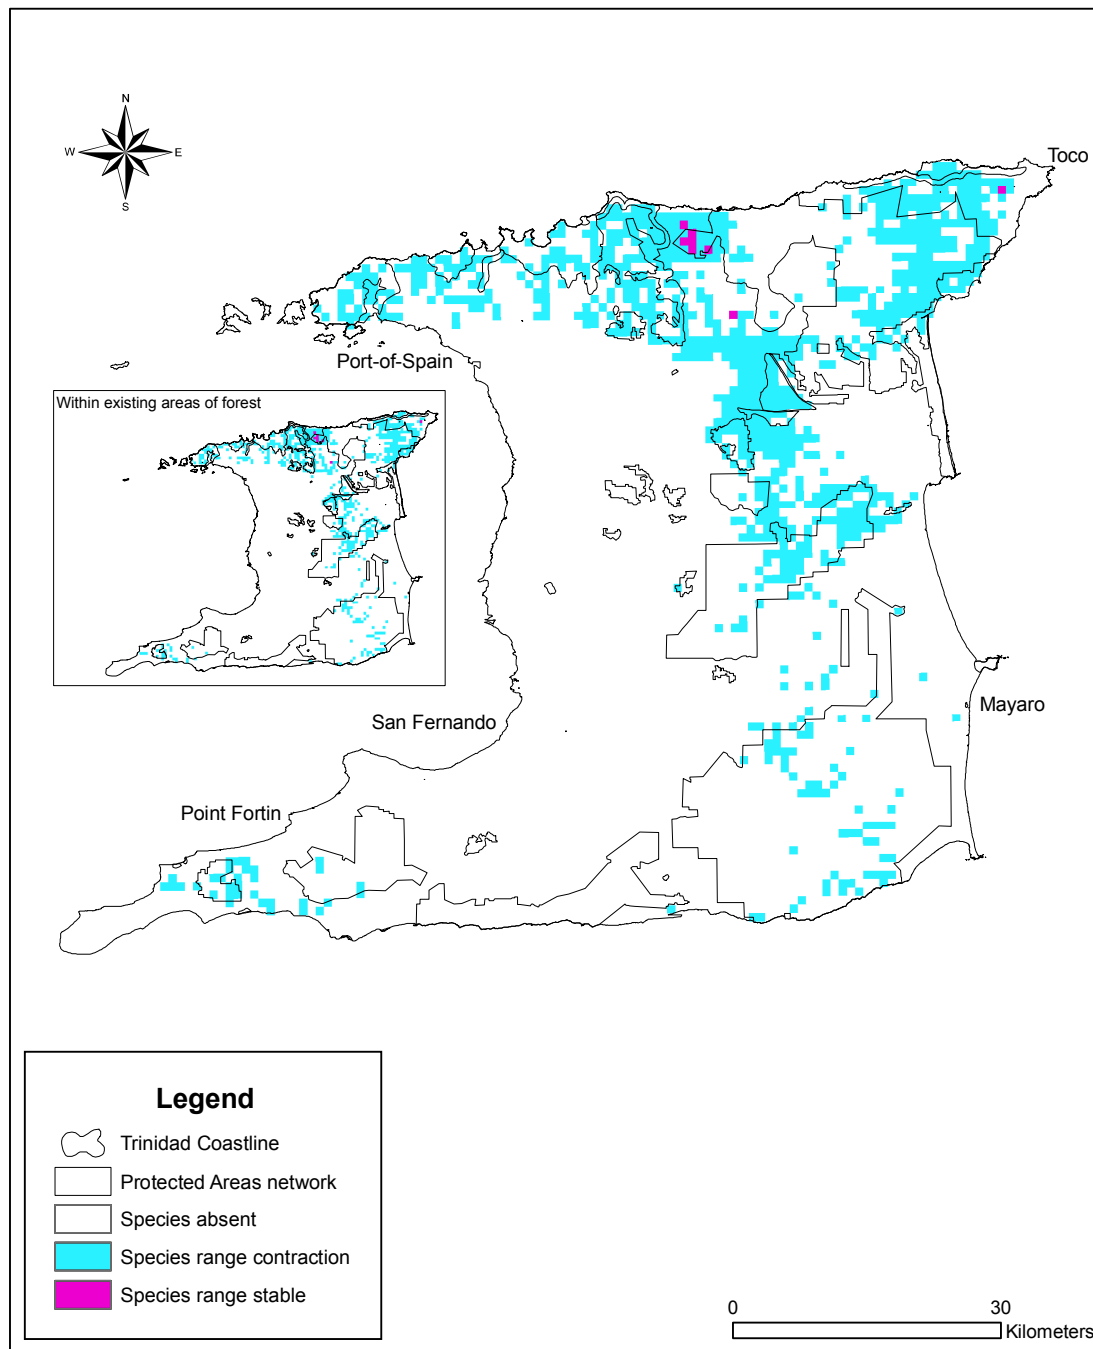 N
W E
S
Toco
Port-of-Spain
Within existing areas of forest
San Fernando
Mayaro
Point Fortin
Legend
Trinidad Coastline
Protected Areas network
Species absent
Species range contraction
Species range stable
0 30
Kilometers